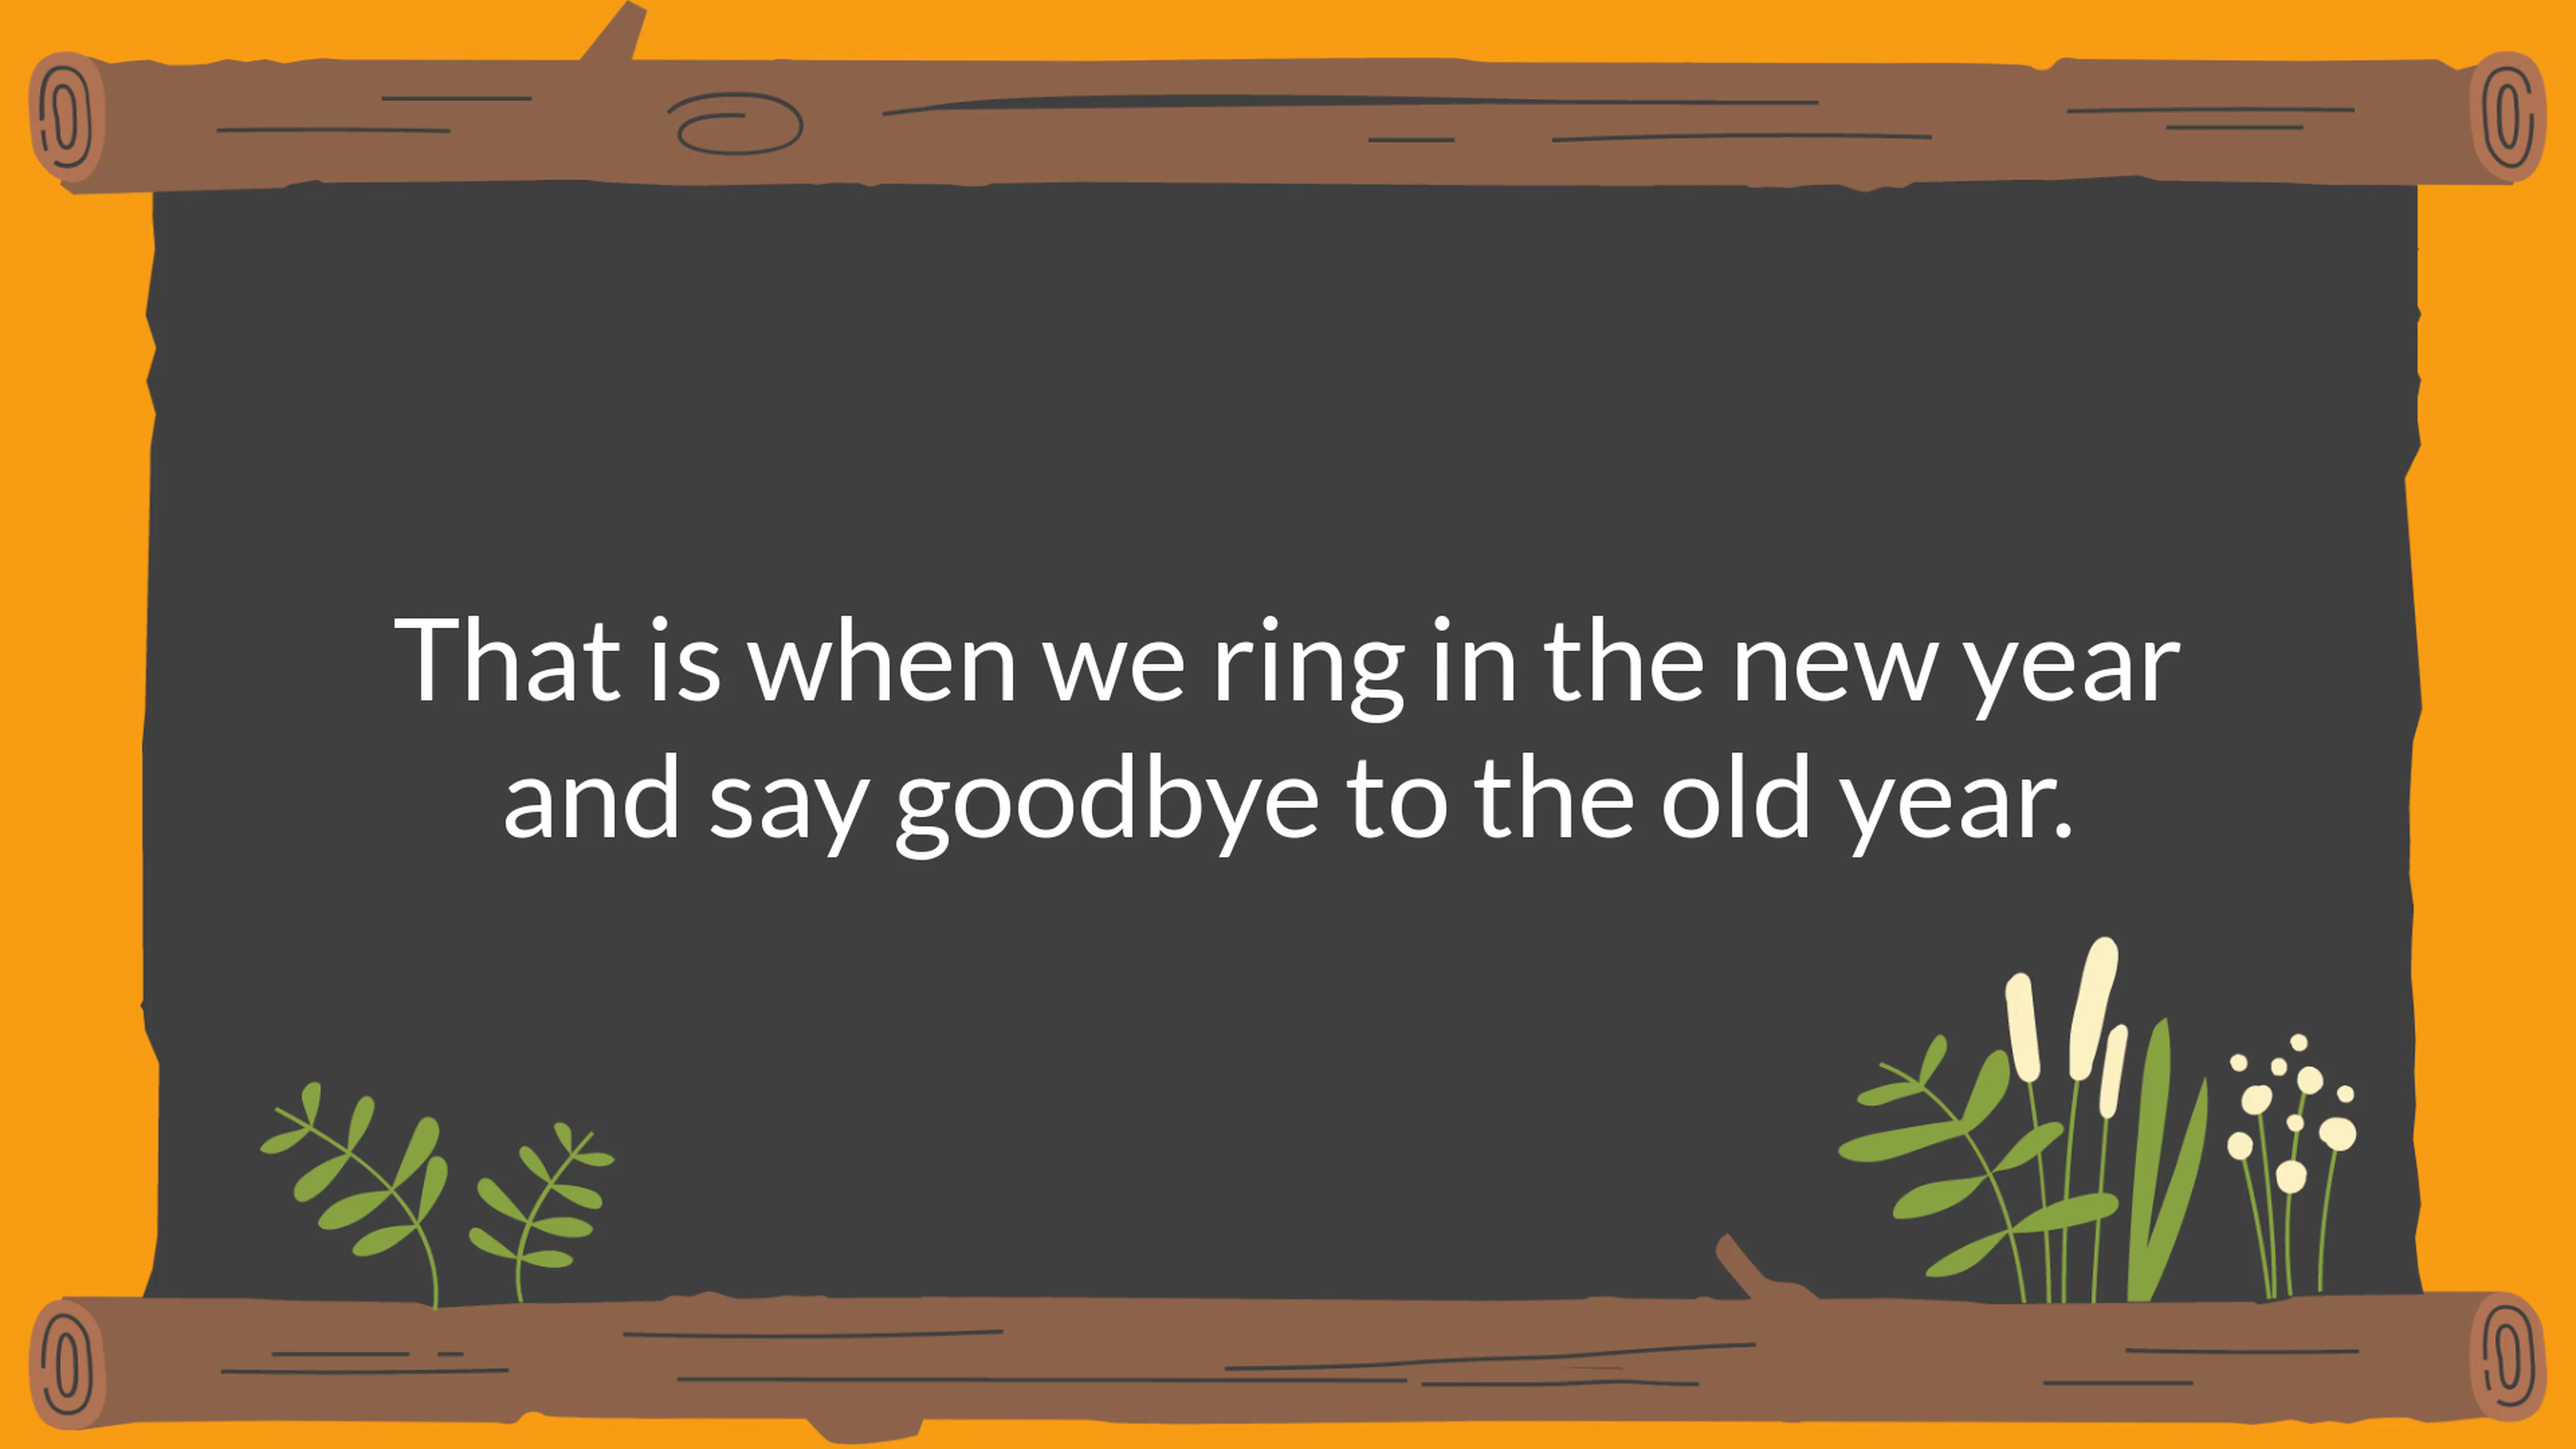 That is when we ring in the new year
and say goodbye to the old year.